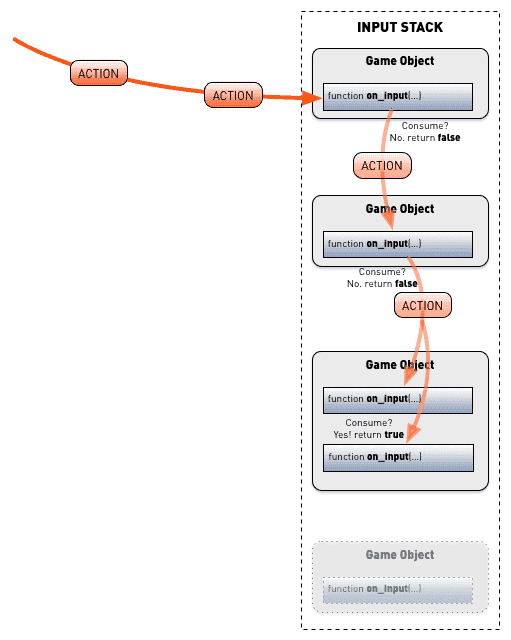 INPUT STACK
Game Object
ACTION
ACTION
function on_input(...)
Consume?
No. return false
ACTION
Game Object
function on_input(...)
Consume?
No. return false
ACTION
Game Object
function on_input(...)
Consume?
Yes! return true
function on_input(...)
Game Object
function on_input(...)